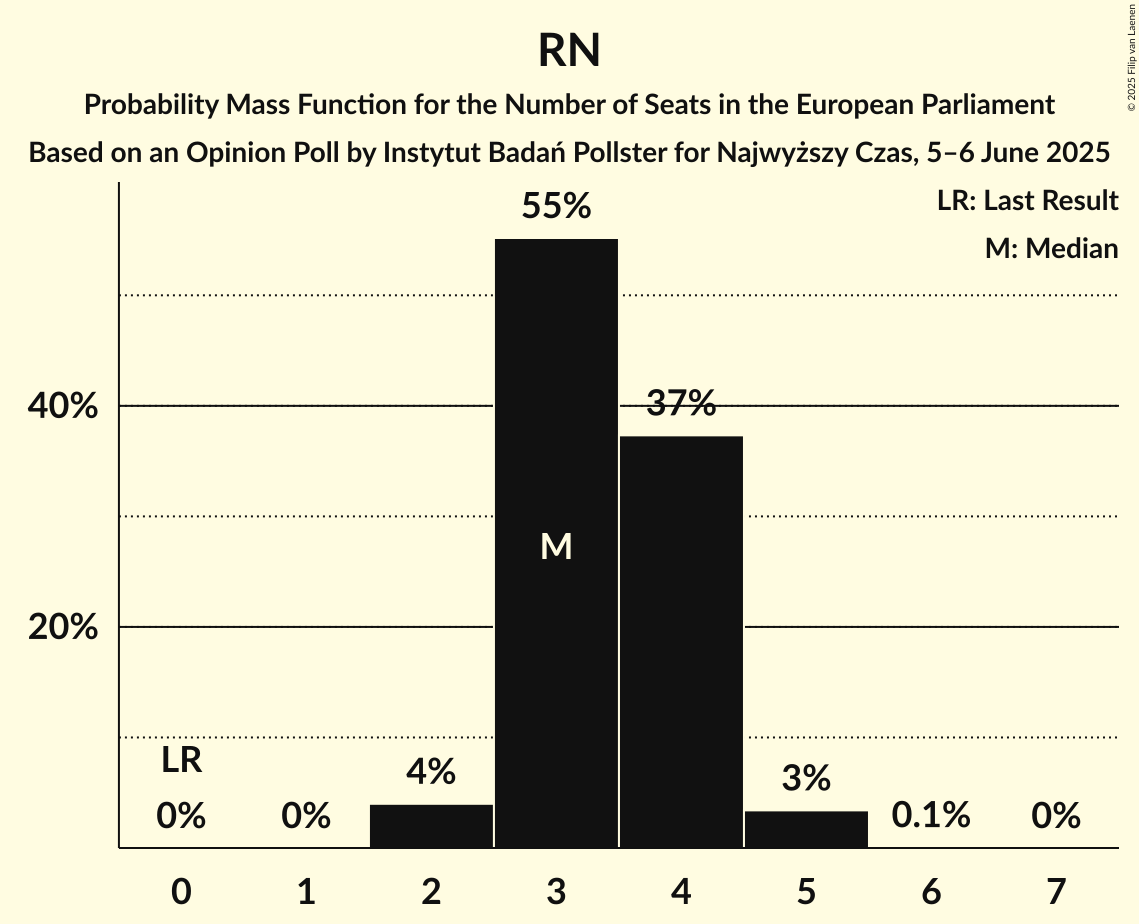 RN
Probability Mass Function for the Number of Seats in the European Parliament
Based on an Opinion Poll by Instytut Badań Pollster for Najwyższy Czas, 5–6 June 2025
© 2025 Filip van Laenen
LR: Last Result
M: Median
55%
40%
37%
M
20%
LR
0%
0%
4%
3%
0.1%
0%
0
1
2
3
4
5
6
7